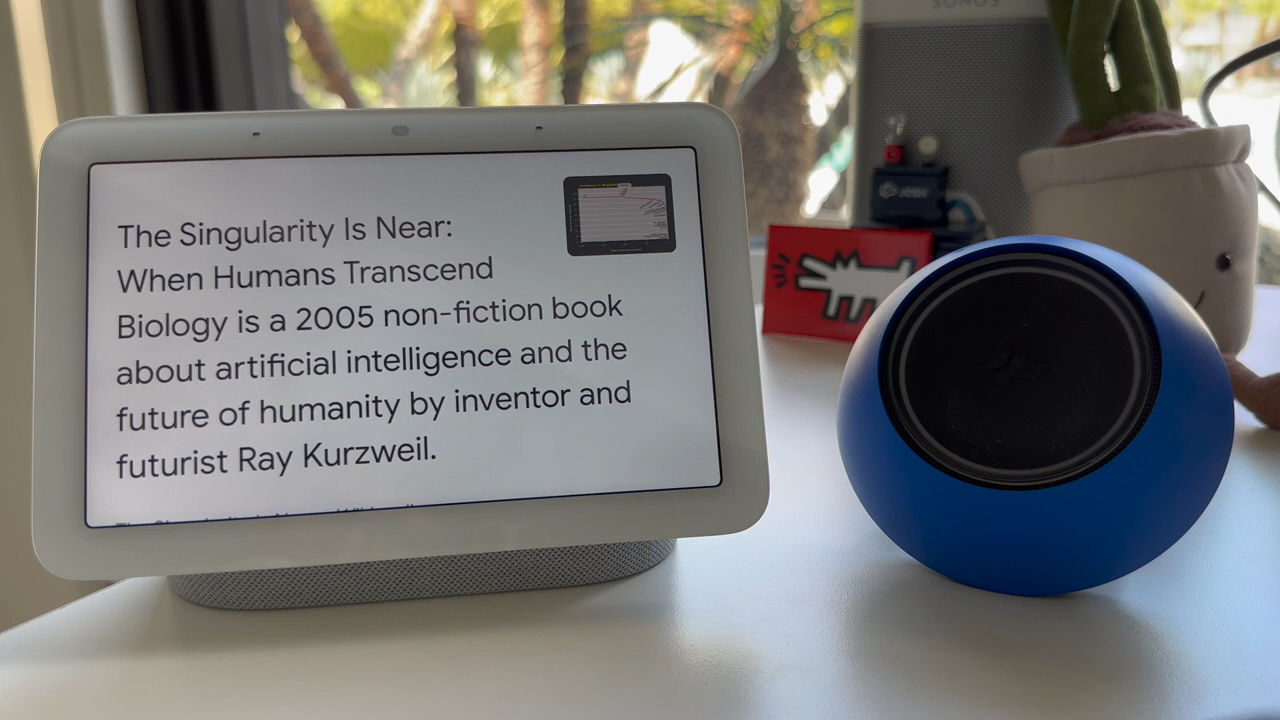 SONOS
The Singularity Is Near:
When Humans Transcend
Biology is a 2005 non-fiction book
about artificial intelligence and the
future of humanity by inventor and
futurist Ray Kurzweil.